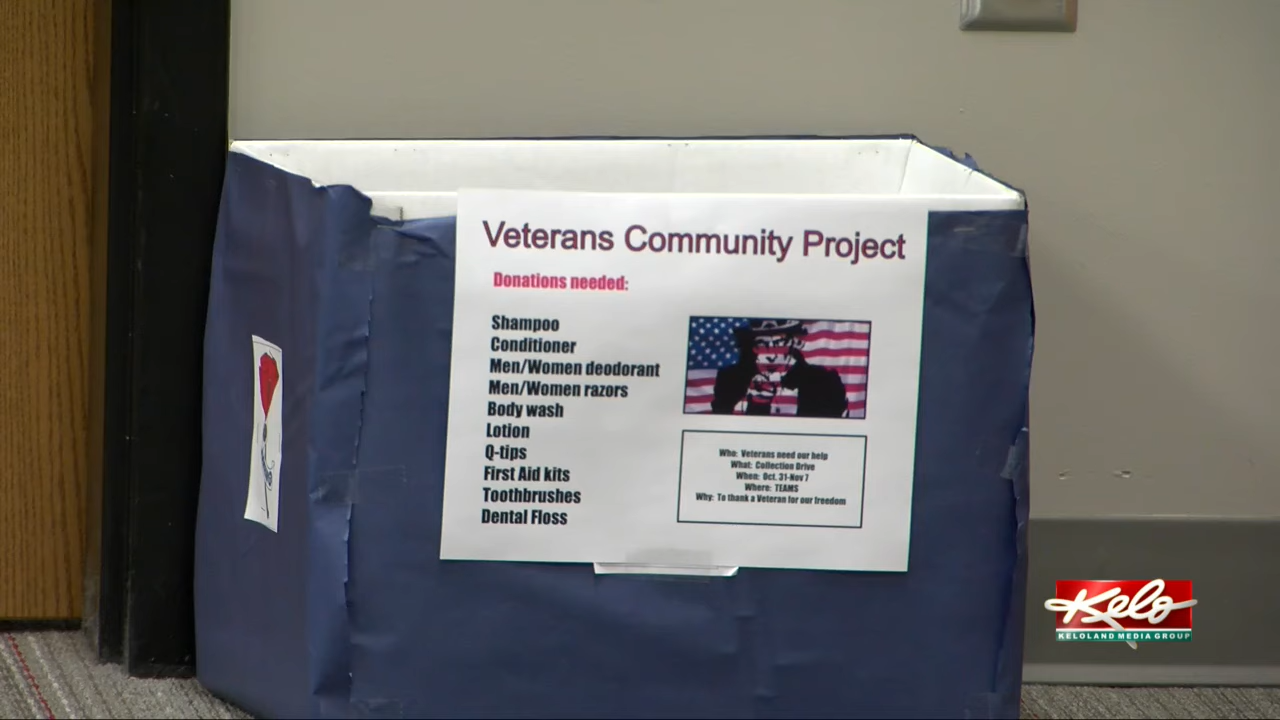 Veterans Community Project
Donations needed:
Shampoo
Conditioner
Men/Women deodorant
Men/Women razors
Body wash
Lotion
Q-tips
First Aid kits
Toothbrushes
Dental Floss
Who: Veterans need our help
What: Collection Drive
When: Oct. 31-Nov 7
Where: TEAMS
Why: To thank a Veteran for our freedom
Kelo
KELOLAND MEDIA GROUP